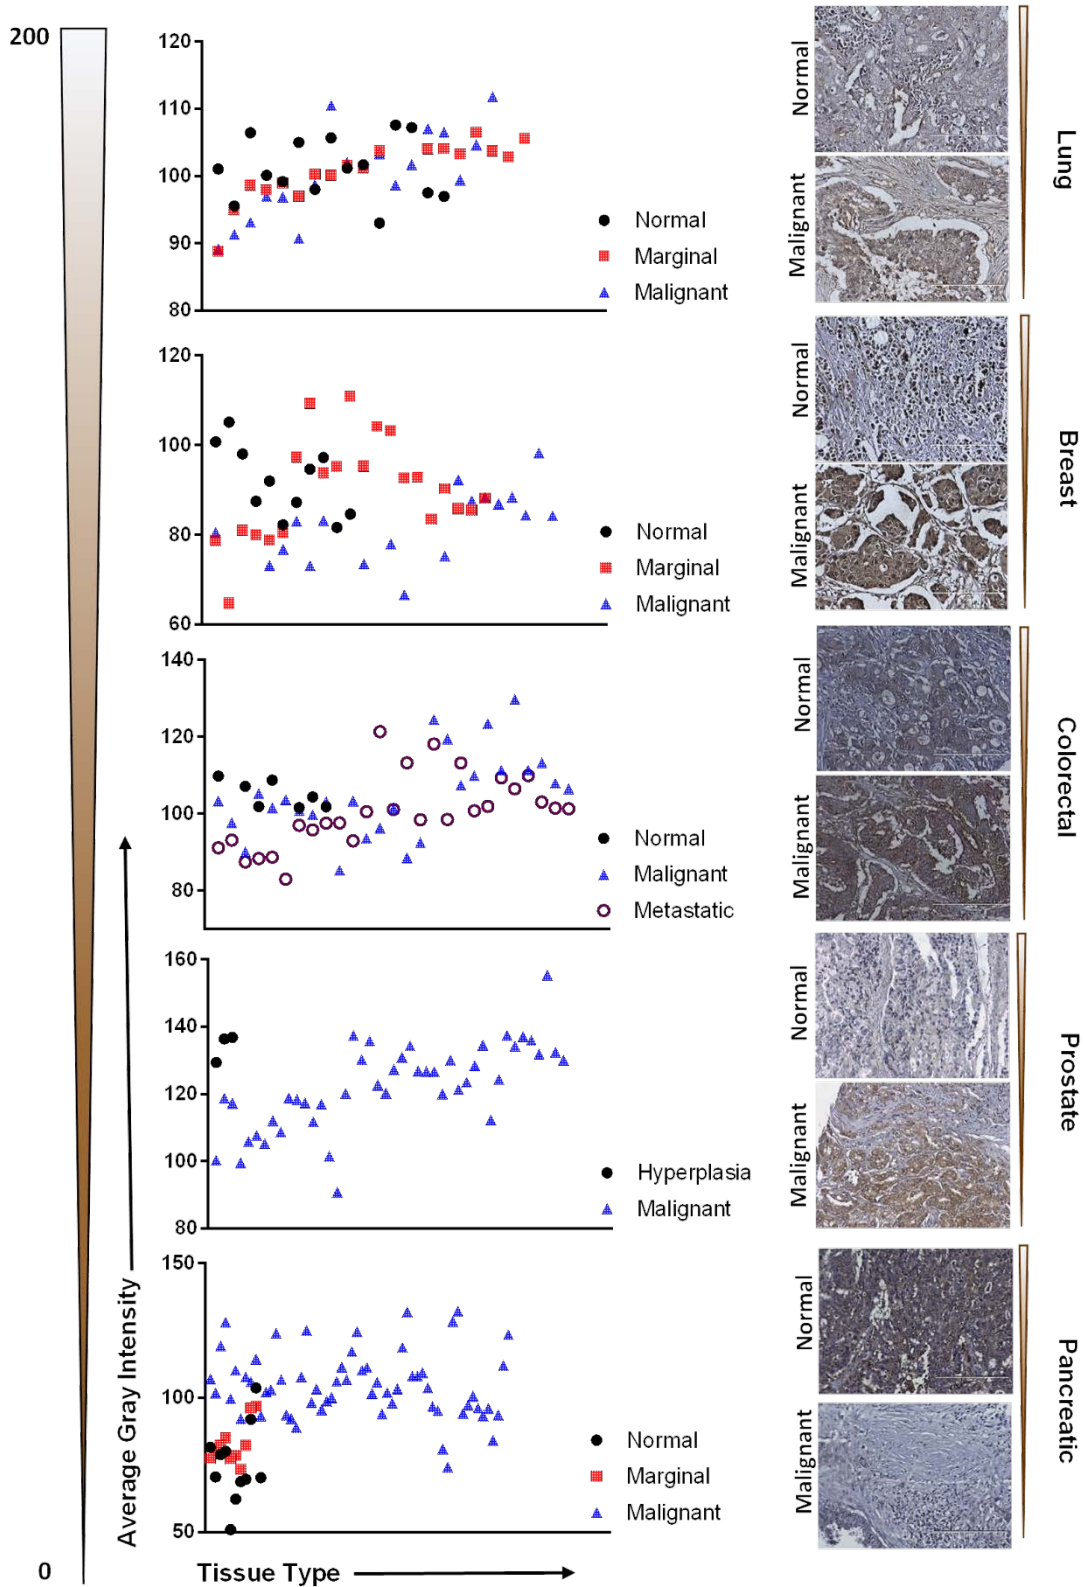 200
120
110
100
90
80
Normal
Marginal
Malignant
Normal
Malignant
Lung
120
100
80
60
Normal
Marginal
Malignant
Normal
Malignant
Breast
140
120
100
80
Normal
Malignant
Metastatic
Normal
Malignant
Colorectal
160
140
120
100
80
Hyperplasia
Malignant
Normal
Malignant
Prostate
150
100
50
Normal
Marginal
Malignant
Normal
Malignant
Pancreatic
Average Gray Intensity
0
Tissue Type